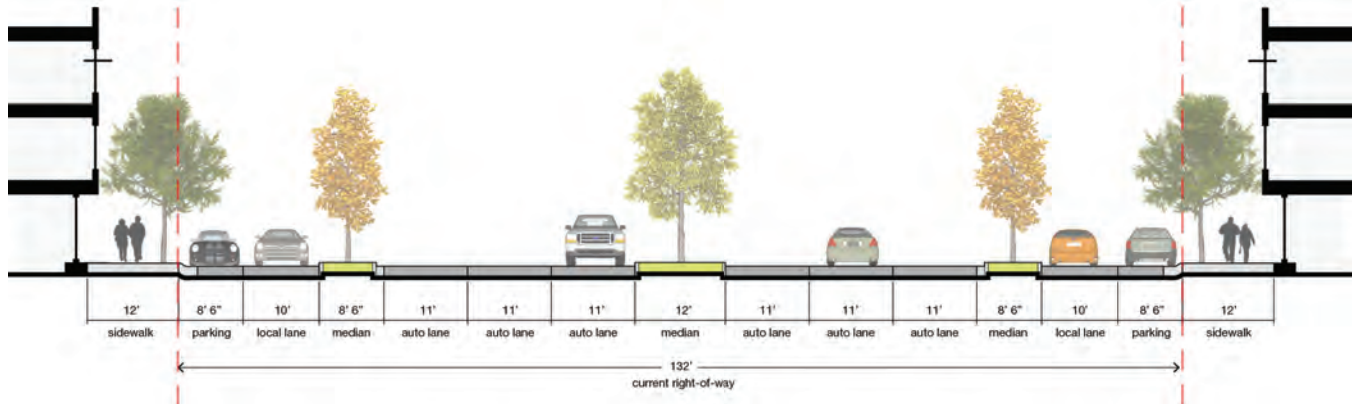 12' 8' 6" 10' 8' 6" 11' 11' 11' 12' 11' 11' 11' 8' 6" 10' 8' 6" 12'
sidewalk parking local lane median auto lane auto lane auto lane median auto lane auto lane auto lane median local lane parking sidewalk
132'
current right-of-way